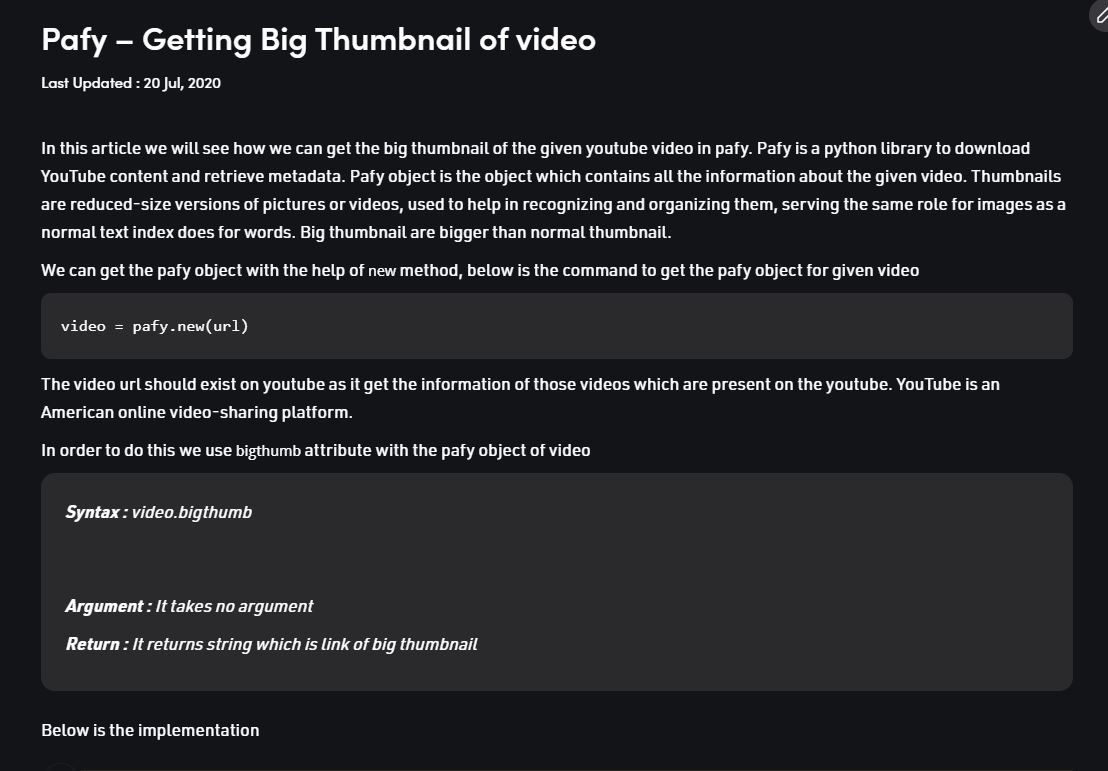 Pafy – Getting Big Thumbnail of video
Last Updated : 20 Jul, 2020
In this article we will see how we can get the big thumbnail of the given youtube video in pafy. Pafy is a python library to download
YouTube content and retrieve metadata. Pafy object is the object which contains all the information about the given video. Thumbnails
are reduced-size versions of pictures or videos, used to help in recognizing and organizing them, serving the same role for images as a
normal text index does for words. Big thumbnail are bigger than normal thumbnail.
We can get the pafy object with the help of new method, below is the command to get the pafy object for given video
video = pafy.new(url)
The video url should exist on youtube as it get the information of those videos which are present on the youtube. YouTube is an
American online video-sharing platform.
In order to do this we use bigthumb attribute with the pafy object of video
Syntax : video.bigthumb
Argument : It takes no argument
Return : It returns string which is link of big thumbnail
Below is the implementation